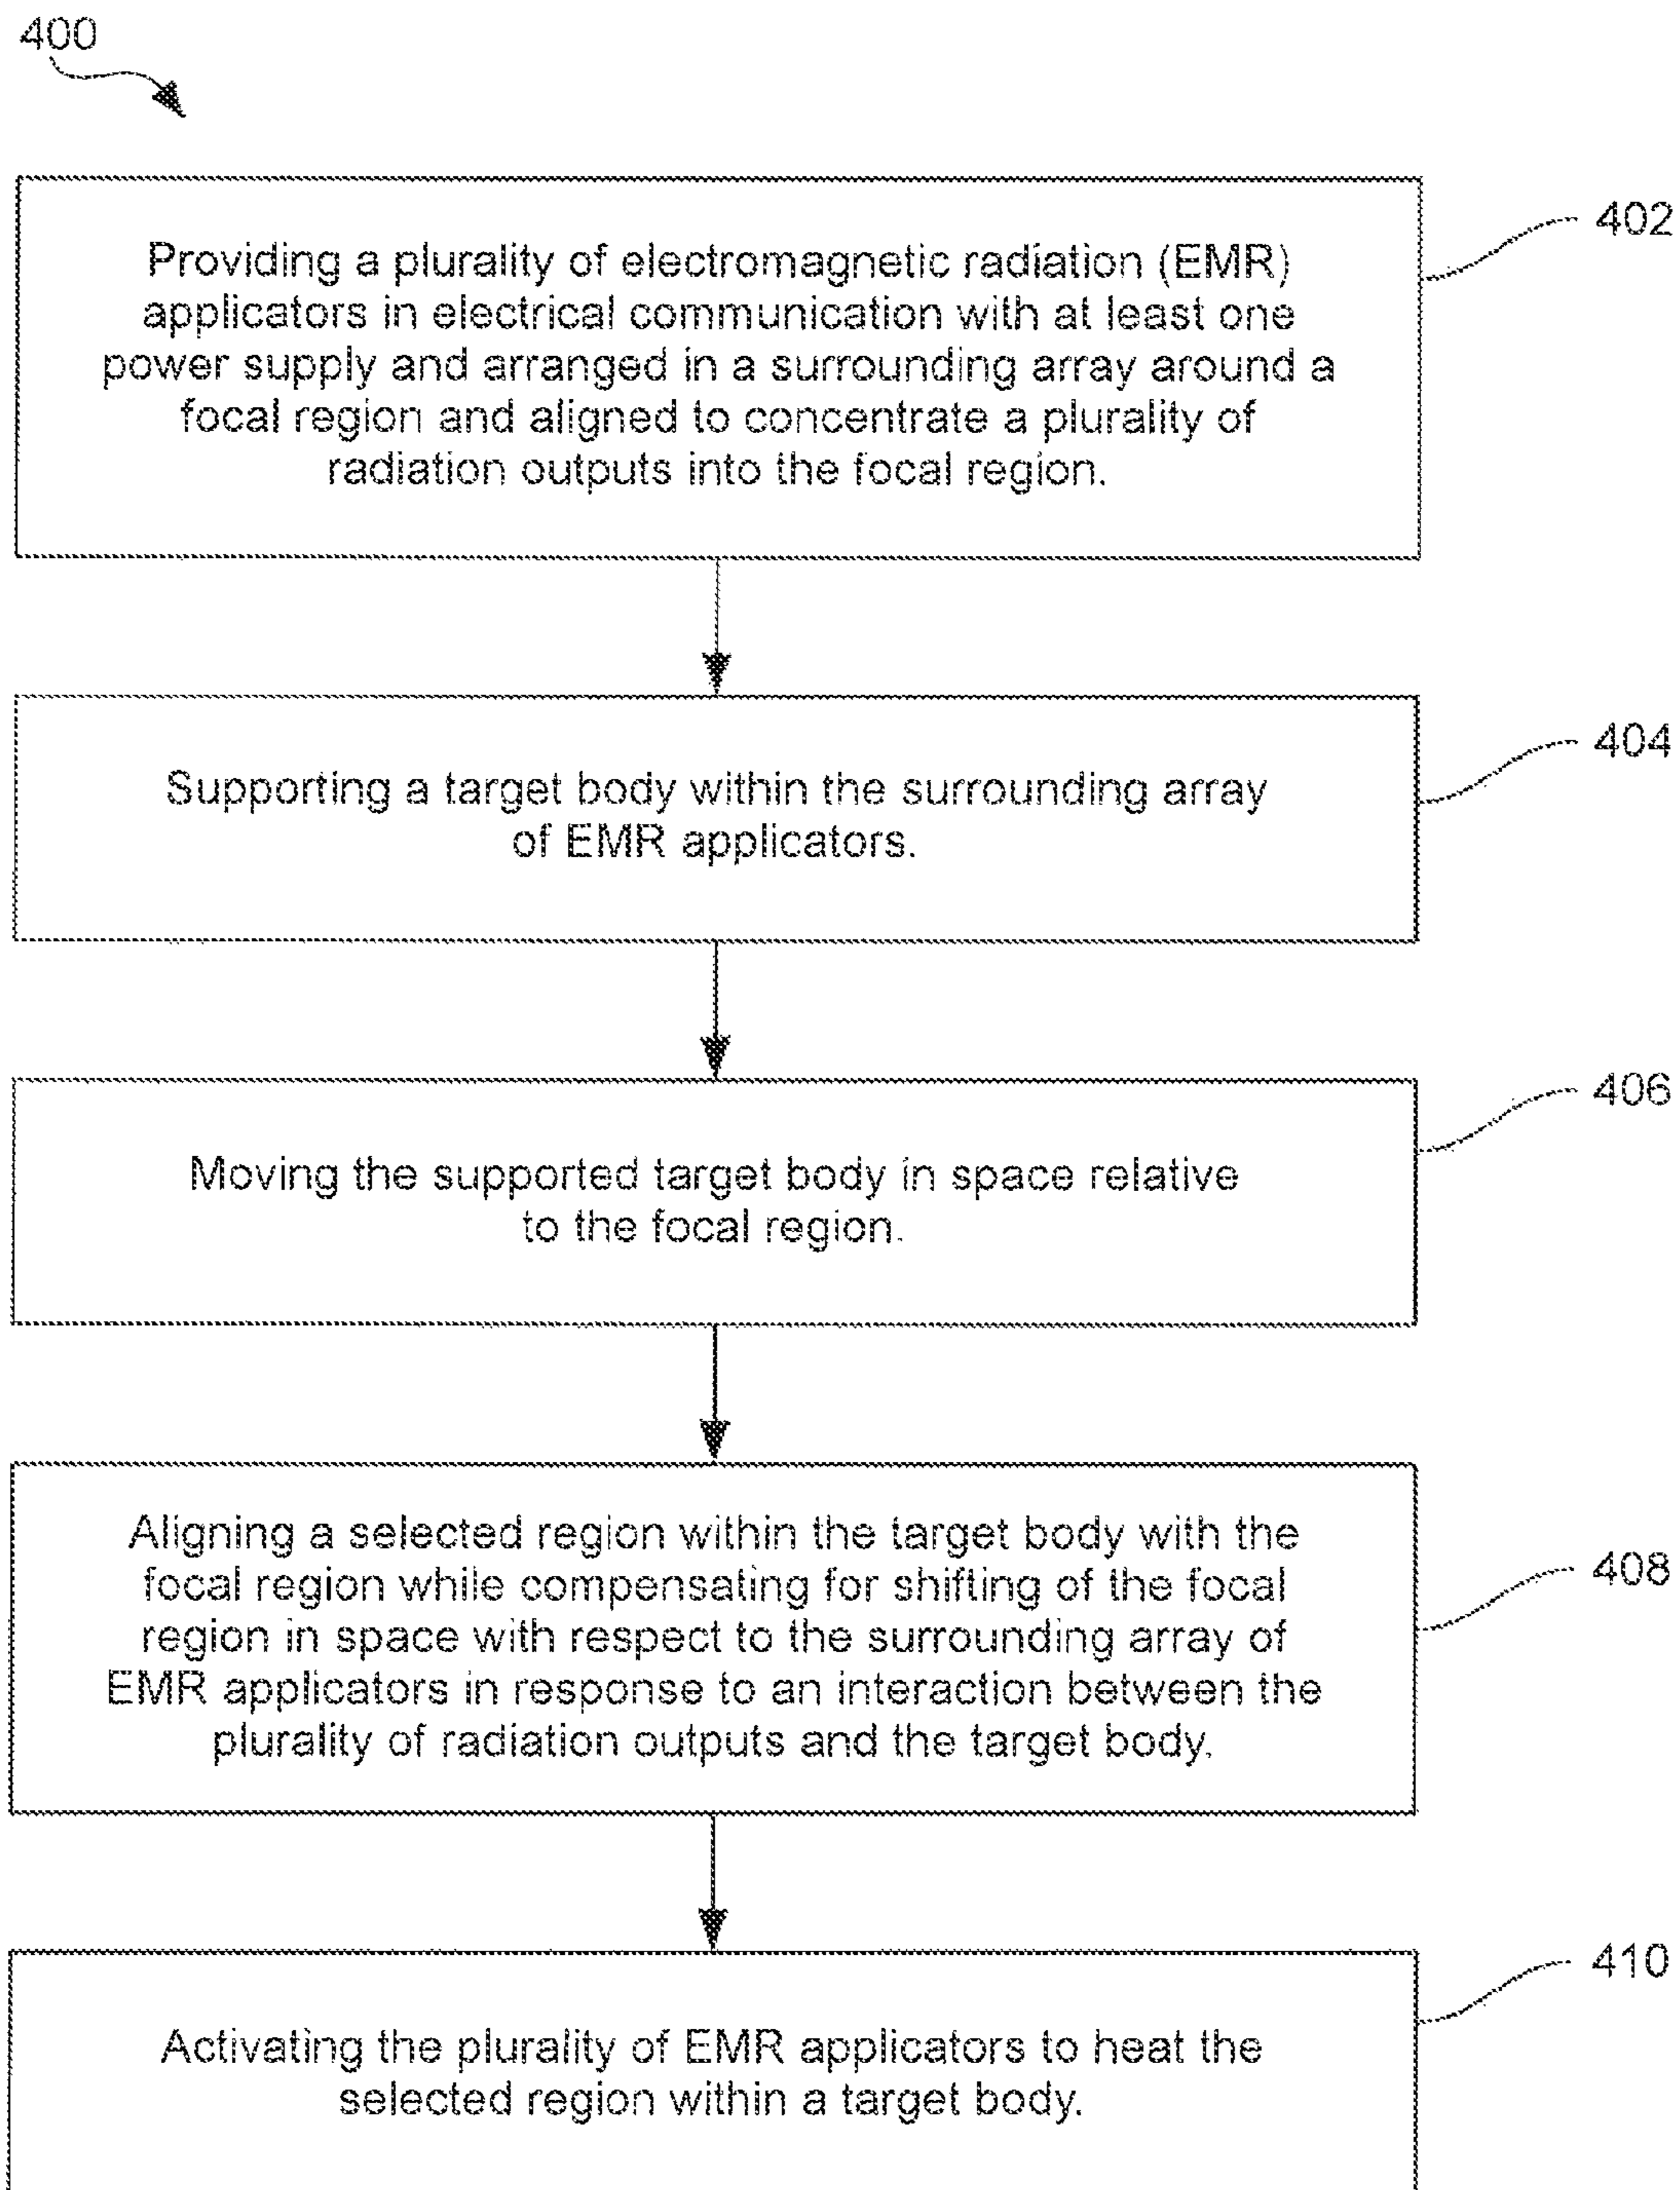 400
Providing a plurality of electromagnetic radiation (EMR)
applicators in electrical communication with at least one
power supply and arranged in a surrounding array around a
focal region and aligned to concentrate a plurality of
radiation outputs into the focal region.
402
Supporting a target body within the surrounding array
of EMR applicators.
404
Moving the supported target body in space relative
to the focal region.
406
Aligning a selected region within the target body with the
focal region while compensating for shifting of the focal
region in space with respect to the surrounding array of
EMR applicators in response to an interaction between the
plurality of radiation outputs and the target body.
408
Activating the plurality of EMR applicators to heat the
selected region within a target body.
410